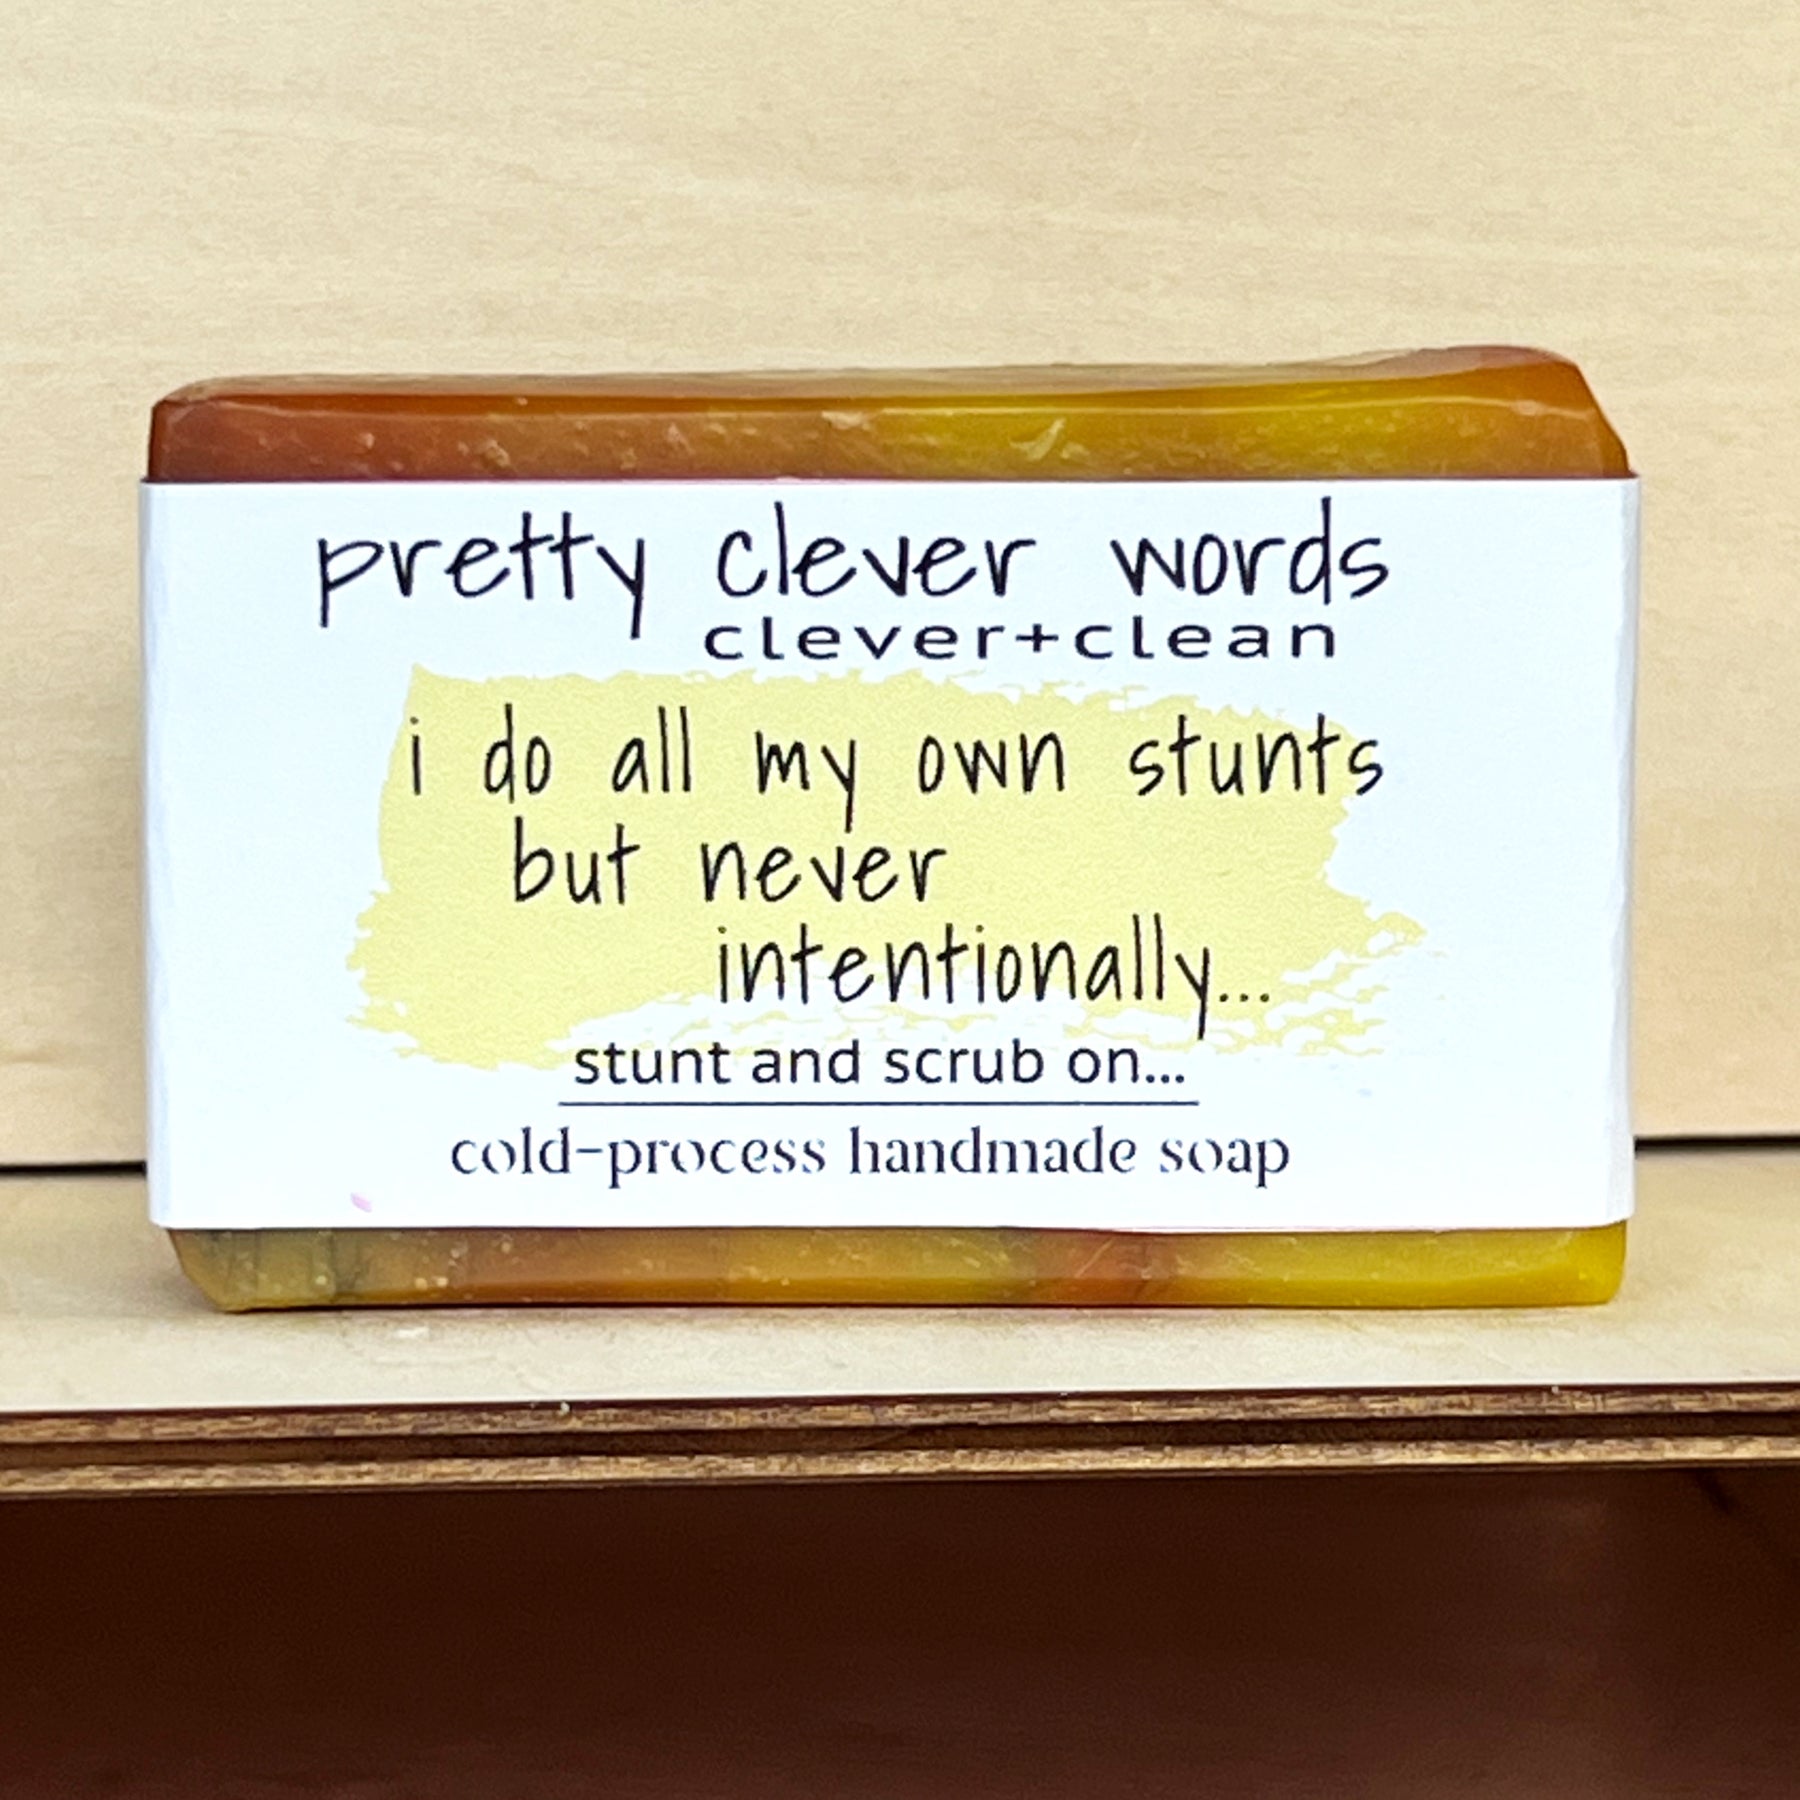 pretty clever words
clever+clean
i do all my own stunts
but never
intentionally...
stunt and scrub on...
cold-process handmade soap